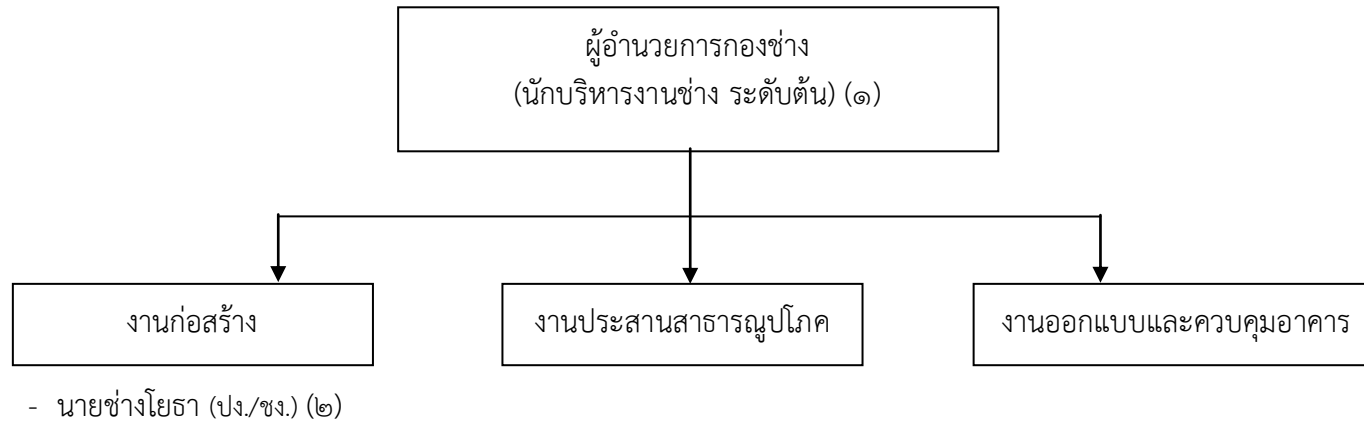 ผู้อำนวยการกองช่าง
(นักบริหารงานช่าง ระดับต้น) (๑)
งานก่อสร้าง
งานประสานสาธารณูปโภค
งานออกแบบและควบคุมอาคาร
- นายช่างโยธา (ปง./ชง.) (๒)